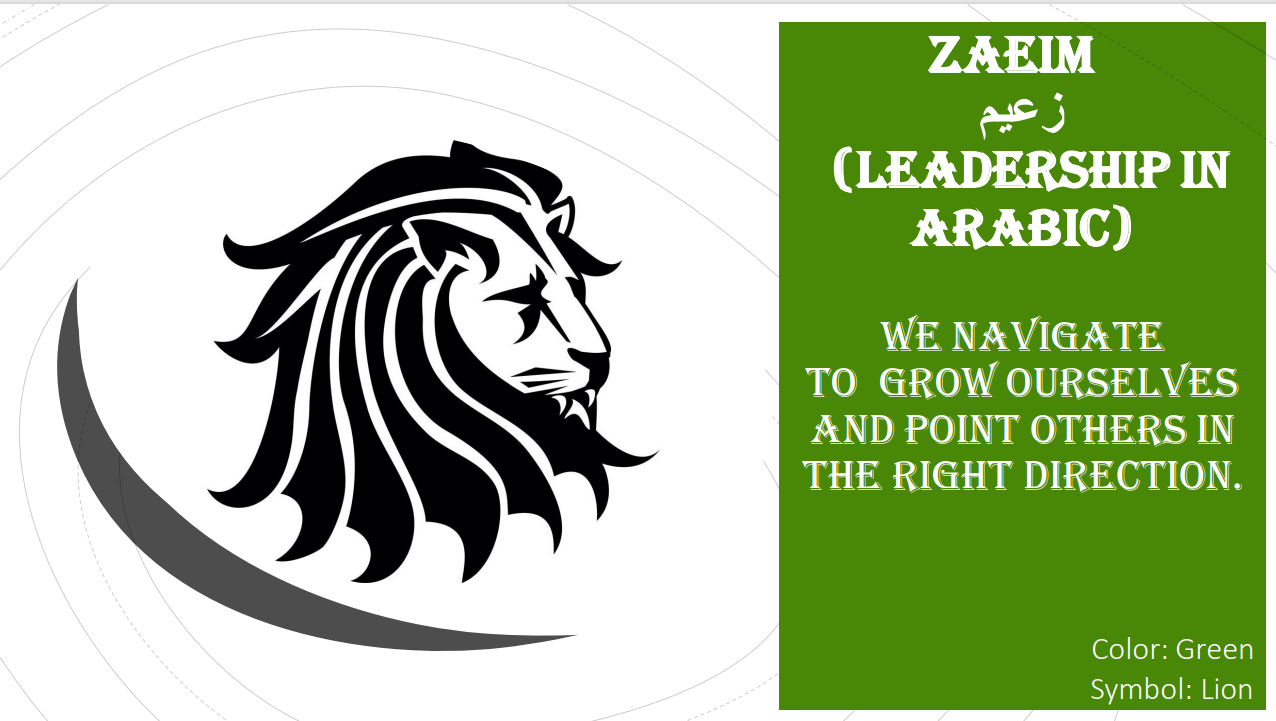 ZAEIM
زعيم
(LEADERSHIP IN
ARABIC)
WE NAVIGATE
TO GROW OURSELVES
AND POINT OTHERS IN
THE RIGHT DIRECTION.
Color: Green
Symbol: Lion